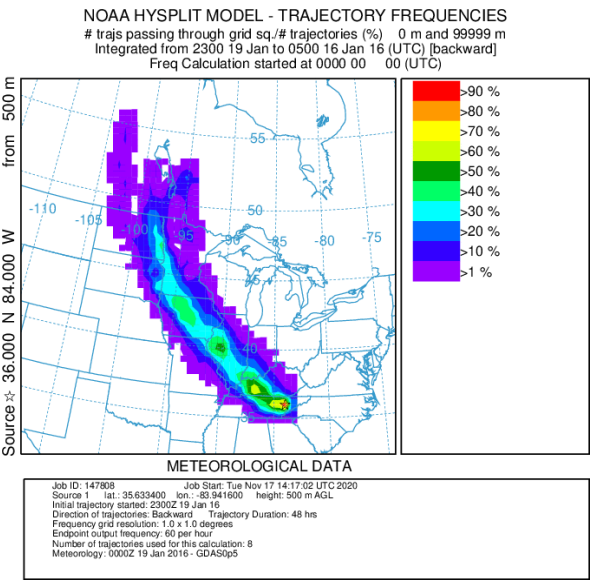 NOAA HYSPLIT MODEL - TRAJECTORY FREQUENCIES
# trajs passing through grid sq./# trajectories (%) 0 m and 99999 m
Integrated from 2300 19 Jan to 0500 16 Jan 16 (UTC) [backward]
Freq Calculation started at 0000 00 00 (UTC)
Source ☆ 36.000 N 84.000 W from 500 m
55
-110
-105
50
-100
-95
-90
-85
-80
-75
40
35
>90 %
>80 %
>70 %
>60 %
>50 %
>40 %
>30 %
>20 %
>10 %
>1 %
METEOROLOGICAL DATA
Job ID: 147808 Job Start: Tue Nov 17 14:17:02 UTC 2020
Source 1 lat.: 35.633400 lon.: -83.941600 height: 500 m AGL
Initial trajectory started: 2300Z 19 Jan 16
Direction of trajectories: Backward Trajectory Duration: 48 hrs
Frequency grid resolution: 1.0 x 1.0 degrees
Endpoint output frequency: 60 per hour
Number of trajectories used for this calculation: 8
Meteorology: 0000Z 19 Jan 2016 - GDAS0p5